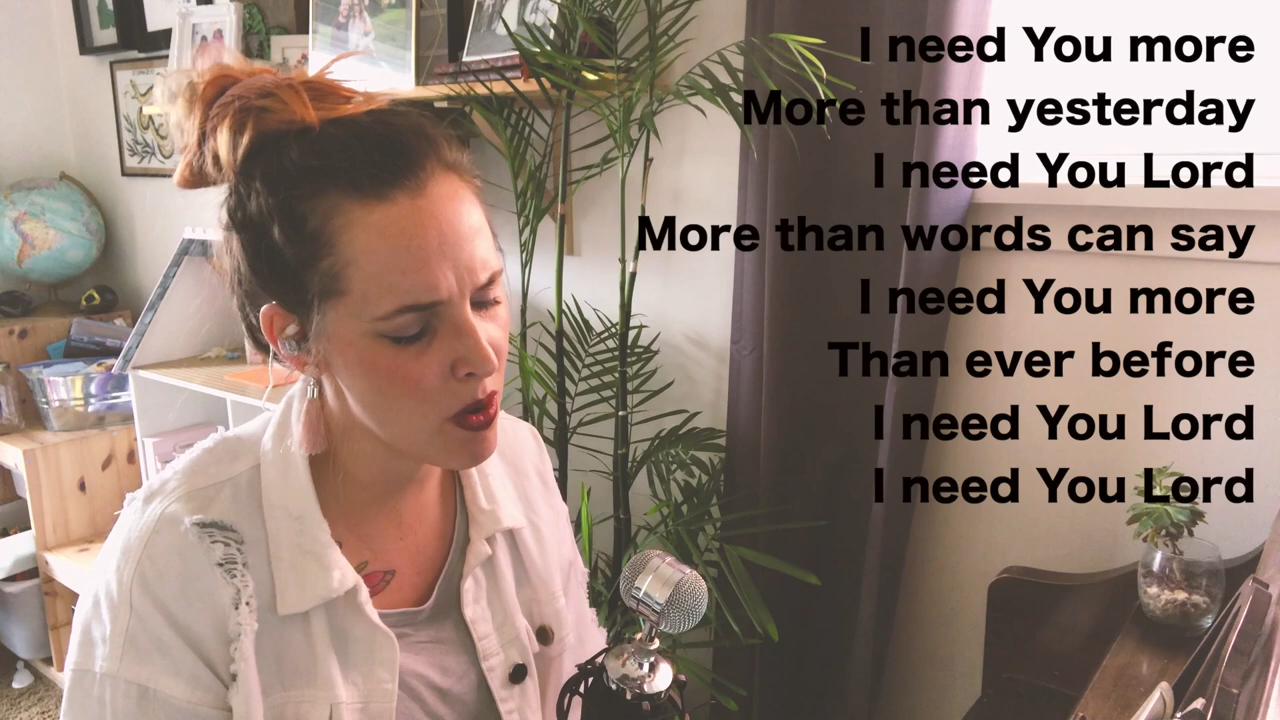 I need You more
More than yesterday
I need You Lord
More than words can say
I need You more
Than ever before
I need You Lord
I need You Lord